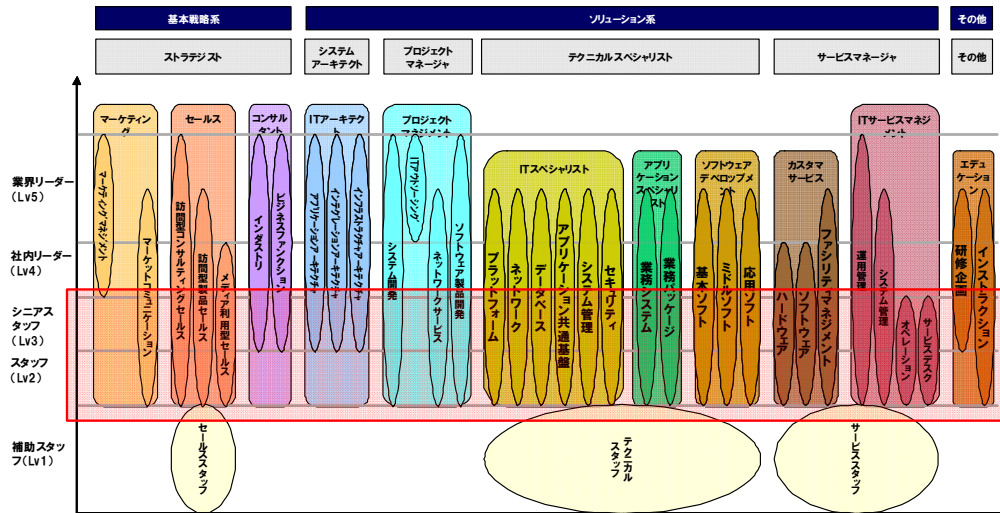 基本戦略系
ソリューション系
その他
ストラテジスト
システム
アーキテクト
プロジェクト
マネージャ
テクニカルスペシャリスト
サービスマネージャ
その他
マーケティン
グ
セールス
コンサル
タント
ITアーキテク
ト
プロジェクト
マネジメント
ITスペシャリスト
アプリ
ケーション
スペシャリ
スト
ソフトウェア
デベロップメ
ント
カスタマ
サービス
ITサービスマネジ
メント
エデュ
ケーショ
ン
業界リーダー
(Lv5)
社内リーダー
(Lv4)
シニアス
タッフ
(Lv3)
スタッフ
(Lv2)
補助スタッ
フ(Lv1)
マーケティングマネジメント
マーケットコミュニケーション
訪問型コンサルティングセールス
訪問型製品セールス
メディア利用型セールス
インダストリ
ビジネスファンクション
アプリケーションアーキテクチャ
インテグレーションアーキテクチャ
インフラストラクチャアーキテクチャ
システム開発
ITアウトソーシング
ネットワークサービス
ソフトウェア製品開発
プラットフォーム
ネットワーク
データベース
アプリケーション共通基盤
システム管理
セキュリティ
業務システム
業務パッケージ
基本ソフト
ミドルソフト
応用ソフト
ハードウェア
ソフトウェア
ファシリティマネジメント
運用管理
システム管理
オペレーション
サービスデスク
研修企画
インストラクション
セールススタッフ
テクニカル
スタッフ
サービススタッフ